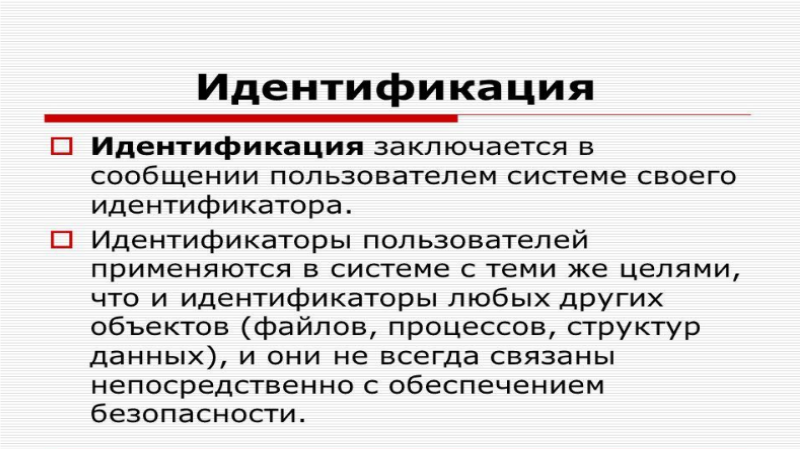 Идентификация
Идентификация заключается в
сообщении пользователем системе своего
идентификатора.
Идентификаторы пользователей
применяются в системе с теми же целями,
что и идентификаторы любых других
объектов (файлов, процессов, структур
данных), и они не всегда связаны
непосредственно с обеспечением
безопасности.